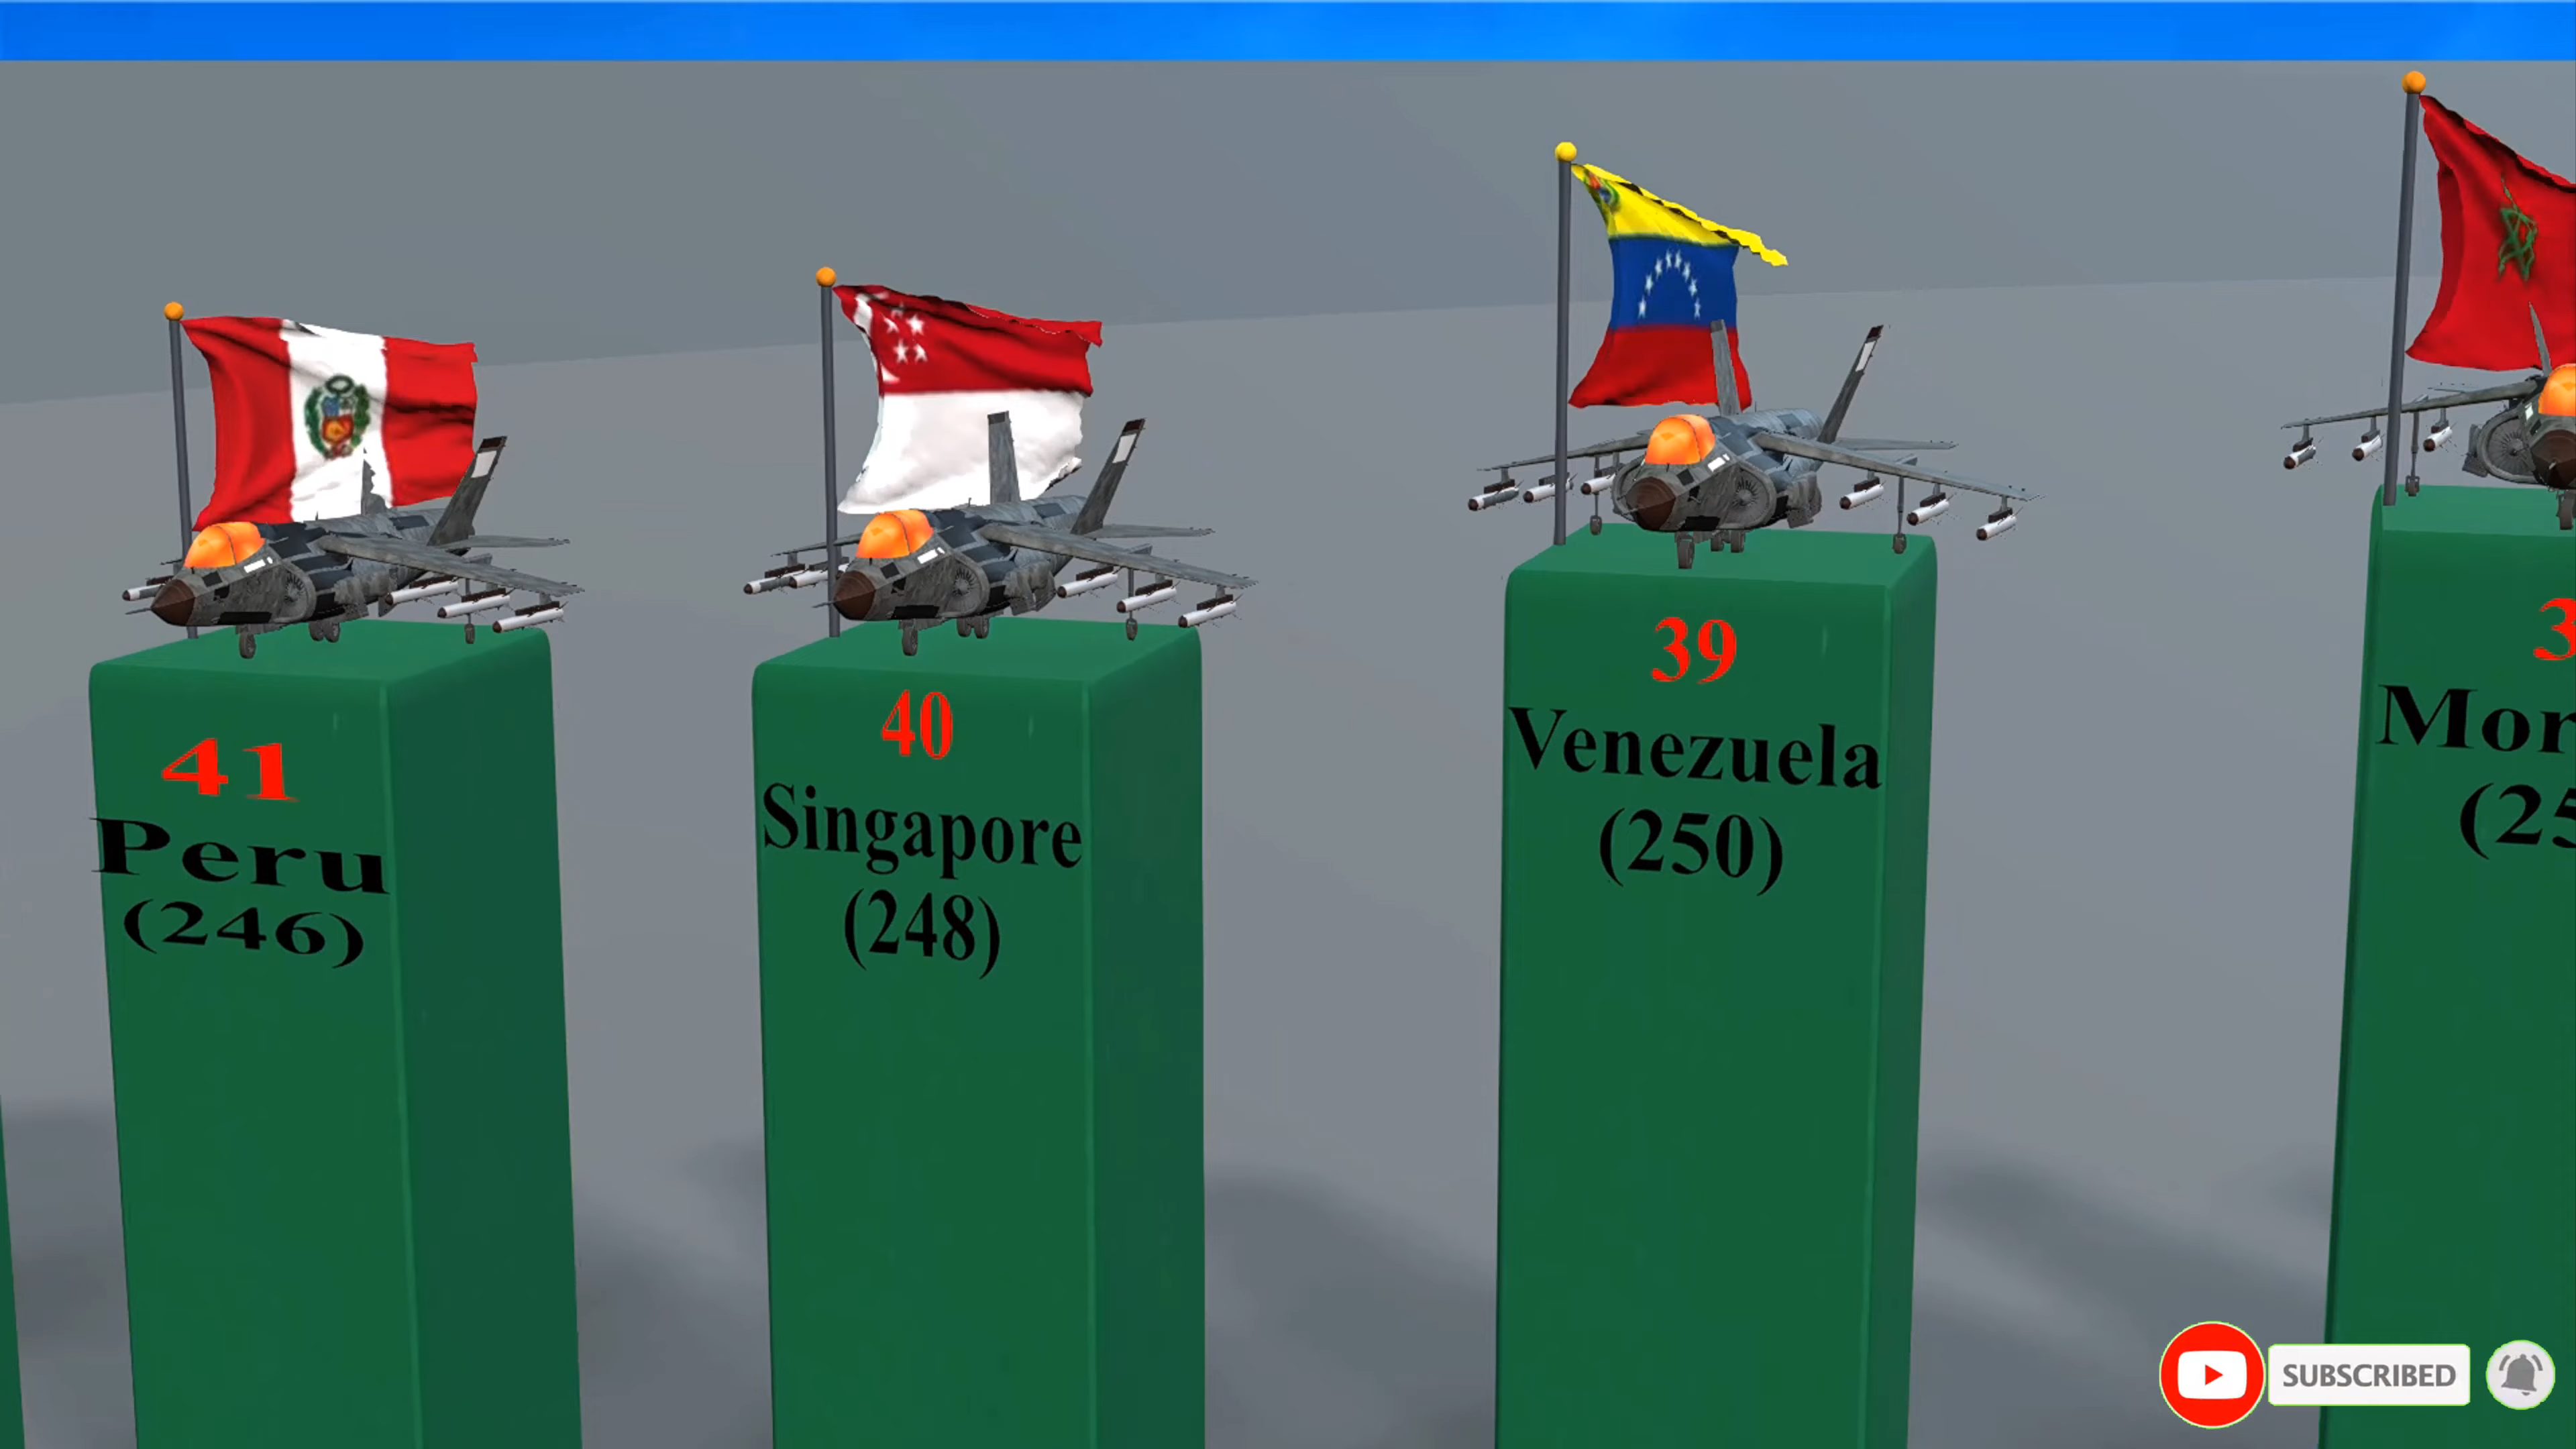 41
Peru
(246)
40
Singapore
(248)
39
Venezuela
(250)
SUBSCRIBED